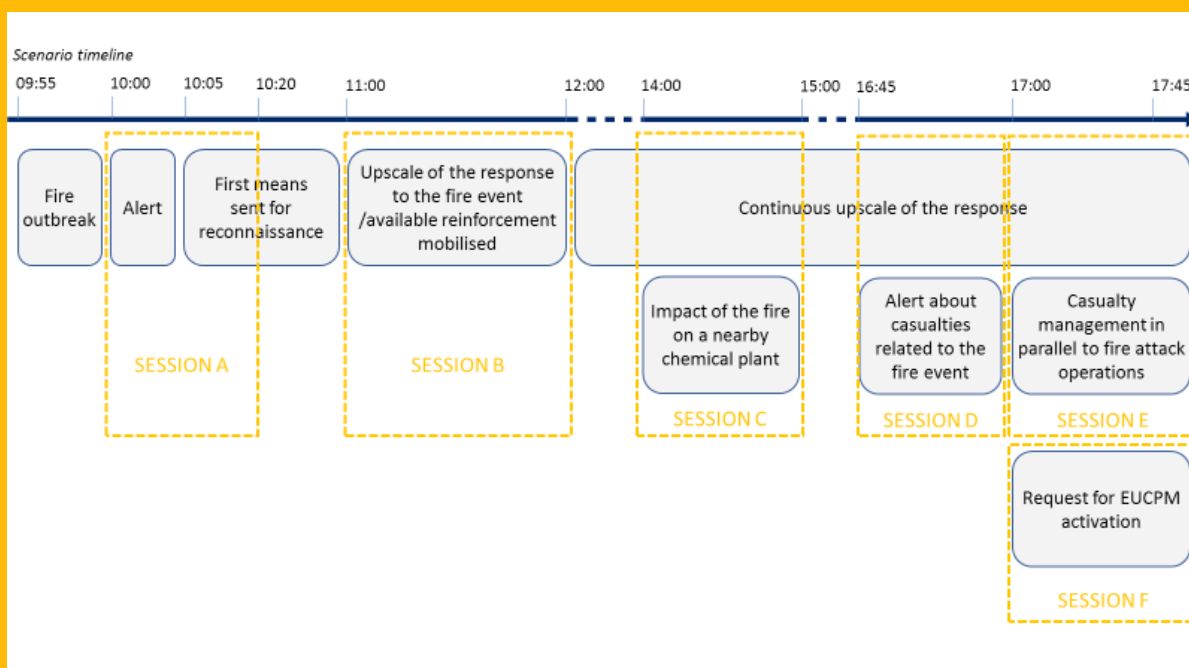 Scenario timeline
09:55
10:00
10:05
10:20
11:00
12:00
14:00
15:00
16:45
17:00
17:45
Fire
outbreak
Alert
First means
sent for
reconnaissance
Upscale of the response
to the fire event
/available reinforcement
mobilised
Continuous upscale of the response
Impact of the fire
on a nearby
chemical plant
Alert about
casualties
related to the
fire event
Casualty
management in
parallel to fire attack
operations
SESSION A
SESSION B
SESSION C
SESSION D
SESSION E
Request for EUCPM
activation
SESSION F